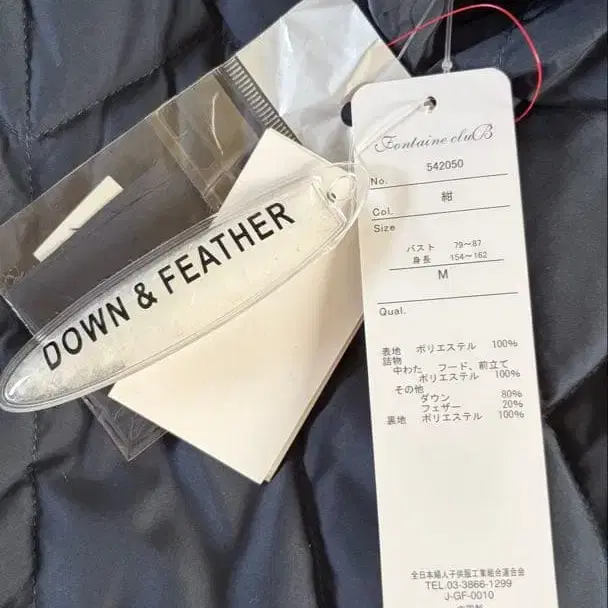 DOWN & FEATHER
Fontaine cluB
No. 542050
Col. 紺
Size
バスト 79〜87
身長 154〜162
M
Qual.
表地 ポリエステル 100%
詰物
中わた フード、前立て
ポリエステル 100%
その他
ダウン 80%
フェザー 20%
裏地 ポリエステル 100%
全日本婦人子供服工業組合連合会
TEL.03-3866-1299
J-GF-0010